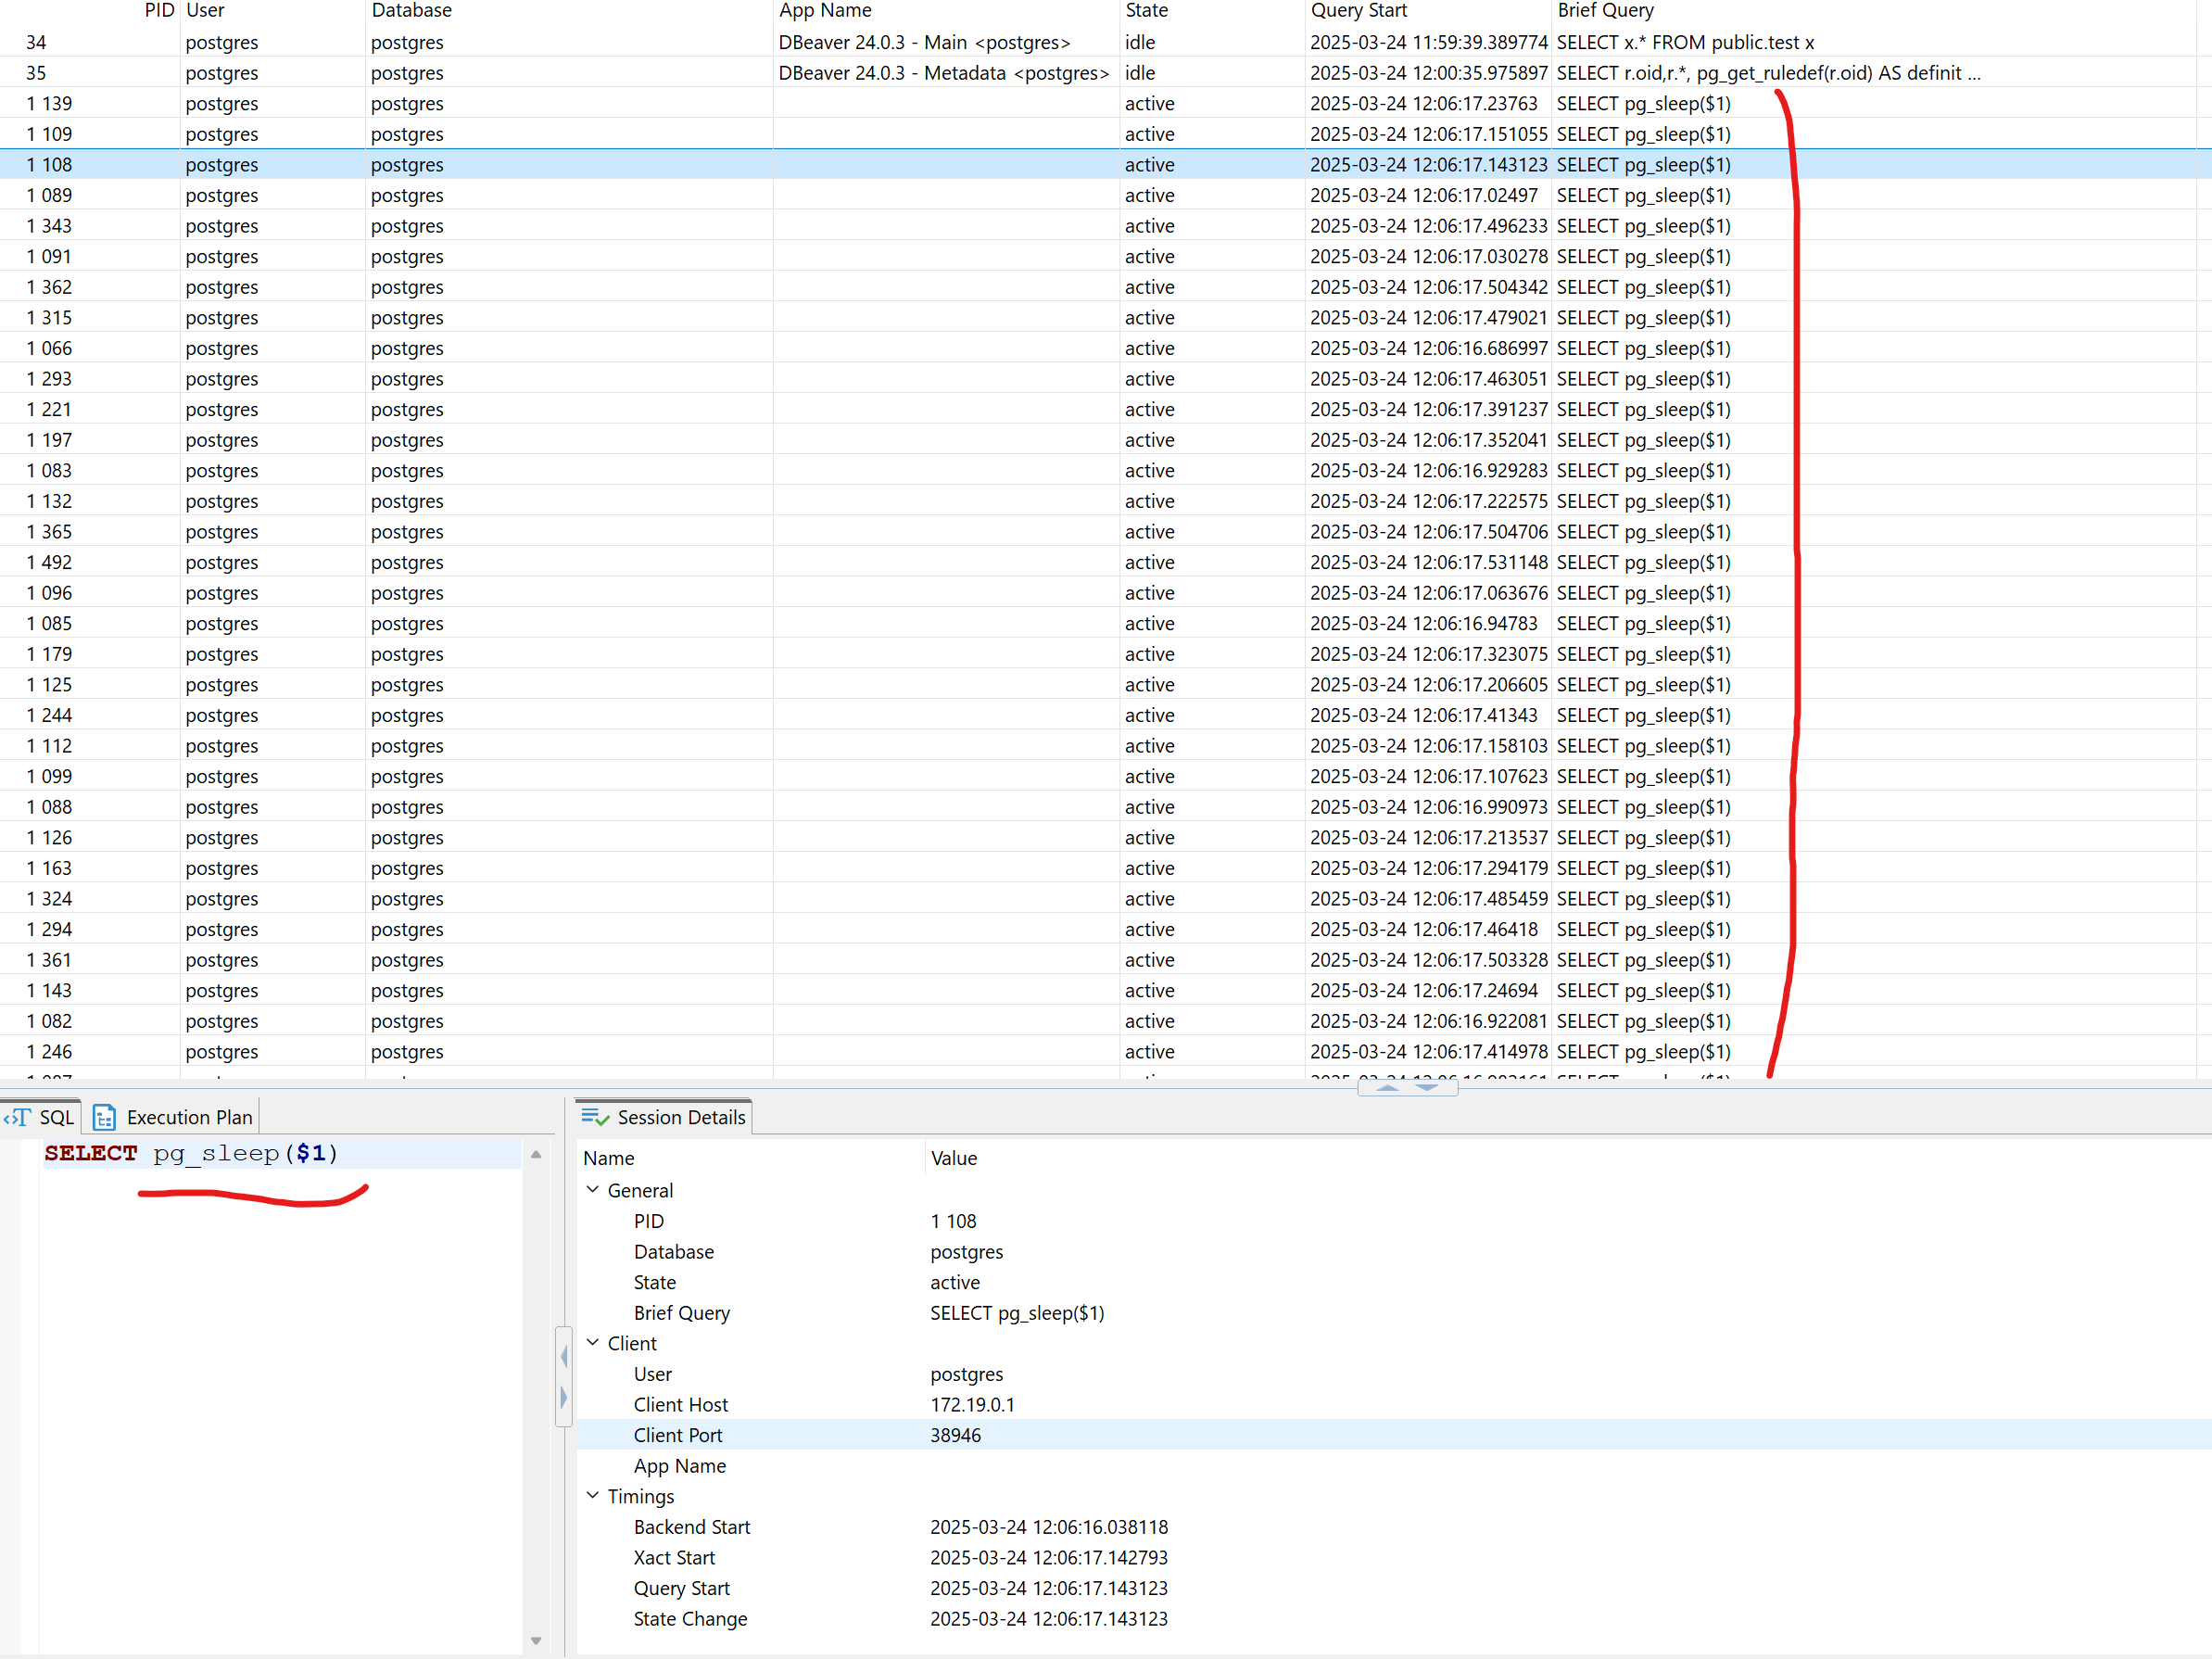 PID User Database App Name State Query Start Brief Query
34 postgres postgres DBeaver 24.0.3 - Main <postgres> idle 2025-03-24 11:59:39.389774 SELECT x.* FROM public.test x
35 postgres postgres DBeaver 24.0.3 - Metadata <postgres> idle 2025-03-24 12:00:35.975897 SELECT r.oid,r.*, pg_get_ruledef(r.oid) AS definit ...
1 139 postgres postgres active 2025-03-24 12:06:17.23763 SELECT pg_sleep($1)
1 109 postgres postgres active 2025-03-24 12:06:17.151055 SELECT pg_sleep($1)
1 108 postgres postgres active 2025-03-24 12:06:17.143123 SELECT pg_sleep($1)
1 089 postgres postgres active 2025-03-24 12:06:17.02497 SELECT pg_sleep($1)
1 343 postgres postgres active 2025-03-24 12:06:17.496233 SELECT pg_sleep($1)
1 091 postgres postgres active 2025-03-24 12:06:17.030278 SELECT pg_sleep($1)
1 362 postgres postgres active 2025-03-24 12:06:17.504342 SELECT pg_sleep($1)
1 315 postgres postgres active 2025-03-24 12:06:17.479021 SELECT pg_sleep($1)
1 066 postgres postgres active 2025-03-24 12:06:16.686997 SELECT pg_sleep($1)
1 293 postgres postgres active 2025-03-24 12:06:17.463051 SELECT pg_sleep($1)
1 221 postgres postgres active 2025-03-24 12:06:17.391237 SELECT pg_sleep($1)
1 197 postgres postgres active 2025-03-24 12:06:17.352041 SELECT pg_sleep($1)
1 083 postgres postgres active 2025-03-24 12:06:16.929283 SELECT pg_sleep($1)
1 132 postgres postgres active 2025-03-24 12:06:17.222575 SELECT pg_sleep($1)
1 365 postgres postgres active 2025-03-24 12:06:17.504706 SELECT pg_sleep($1)
1 492 postgres postgres active 2025-03-24 12:06:17.531148 SELECT pg_sleep($1)
1 096 postgres postgres active 2025-03-24 12:06:17.063676 SELECT pg_sleep($1)
1 085 postgres postgres active 2025-03-24 12:06:16.94783 SELECT pg_sleep($1)
1 179 postgres postgres active 2025-03-24 12:06:17.323075 SELECT pg_sleep($1)
1 125 postgres postgres active 2025-03-24 12:06:17.206605 SELECT pg_sleep($1)
1 244 postgres postgres active 2025-03-24 12:06:17.41343 SELECT pg_sleep($1)
1 112 postgres postgres active 2025-03-24 12:06:17.158103 SELECT pg_sleep($1)
1 099 postgres postgres active 2025-03-24 12:06:17.107623 SELECT pg_sleep($1)
1 088 postgres postgres active 2025-03-24 12:06:16.990973 SELECT pg_sleep($1)
1 126 postgres postgres active 2025-03-24 12:06:17.213537 SELECT pg_sleep($1)
1 163 postgres postgres active 2025-03-24 12:06:17.294179 SELECT pg_sleep($1)
1 324 postgres postgres active 2025-03-24 12:06:17.485459 SELECT pg_sleep($1)
1 294 postgres postgres active 2025-03-24 12:06:17.46418 SELECT pg_sleep($1)
1 361 postgres postgres active 2025-03-24 12:06:17.503328 SELECT pg_sleep($1)
1 143 postgres postgres active 2025-03-24 12:06:17.24694 SELECT pg_sleep($1)
1 082 postgres postgres active 2025-03-24 12:06:16.922081 SELECT pg_sleep($1)
1 246 postgres postgres active 2025-03-24 12:06:17.414978 SELECT pg_sleep($1)
SQL Execution Plan
SELECT pg_sleep($1)
Session Details
Name Value
General
PID 1 108
Database postgres
State active
Brief Query SELECT pg_sleep($1)
Client
User postgres
Client Host 172.19.0.1
Client Port 38946
App Name
Timings
Backend Start 2025-03-24 12:06:16.038118
Xact Start 2025-03-24 12:06:17.142793
Query Start 2025-03-24 12:06:17.143123
State Change 2025-03-24 12:06:17.143123